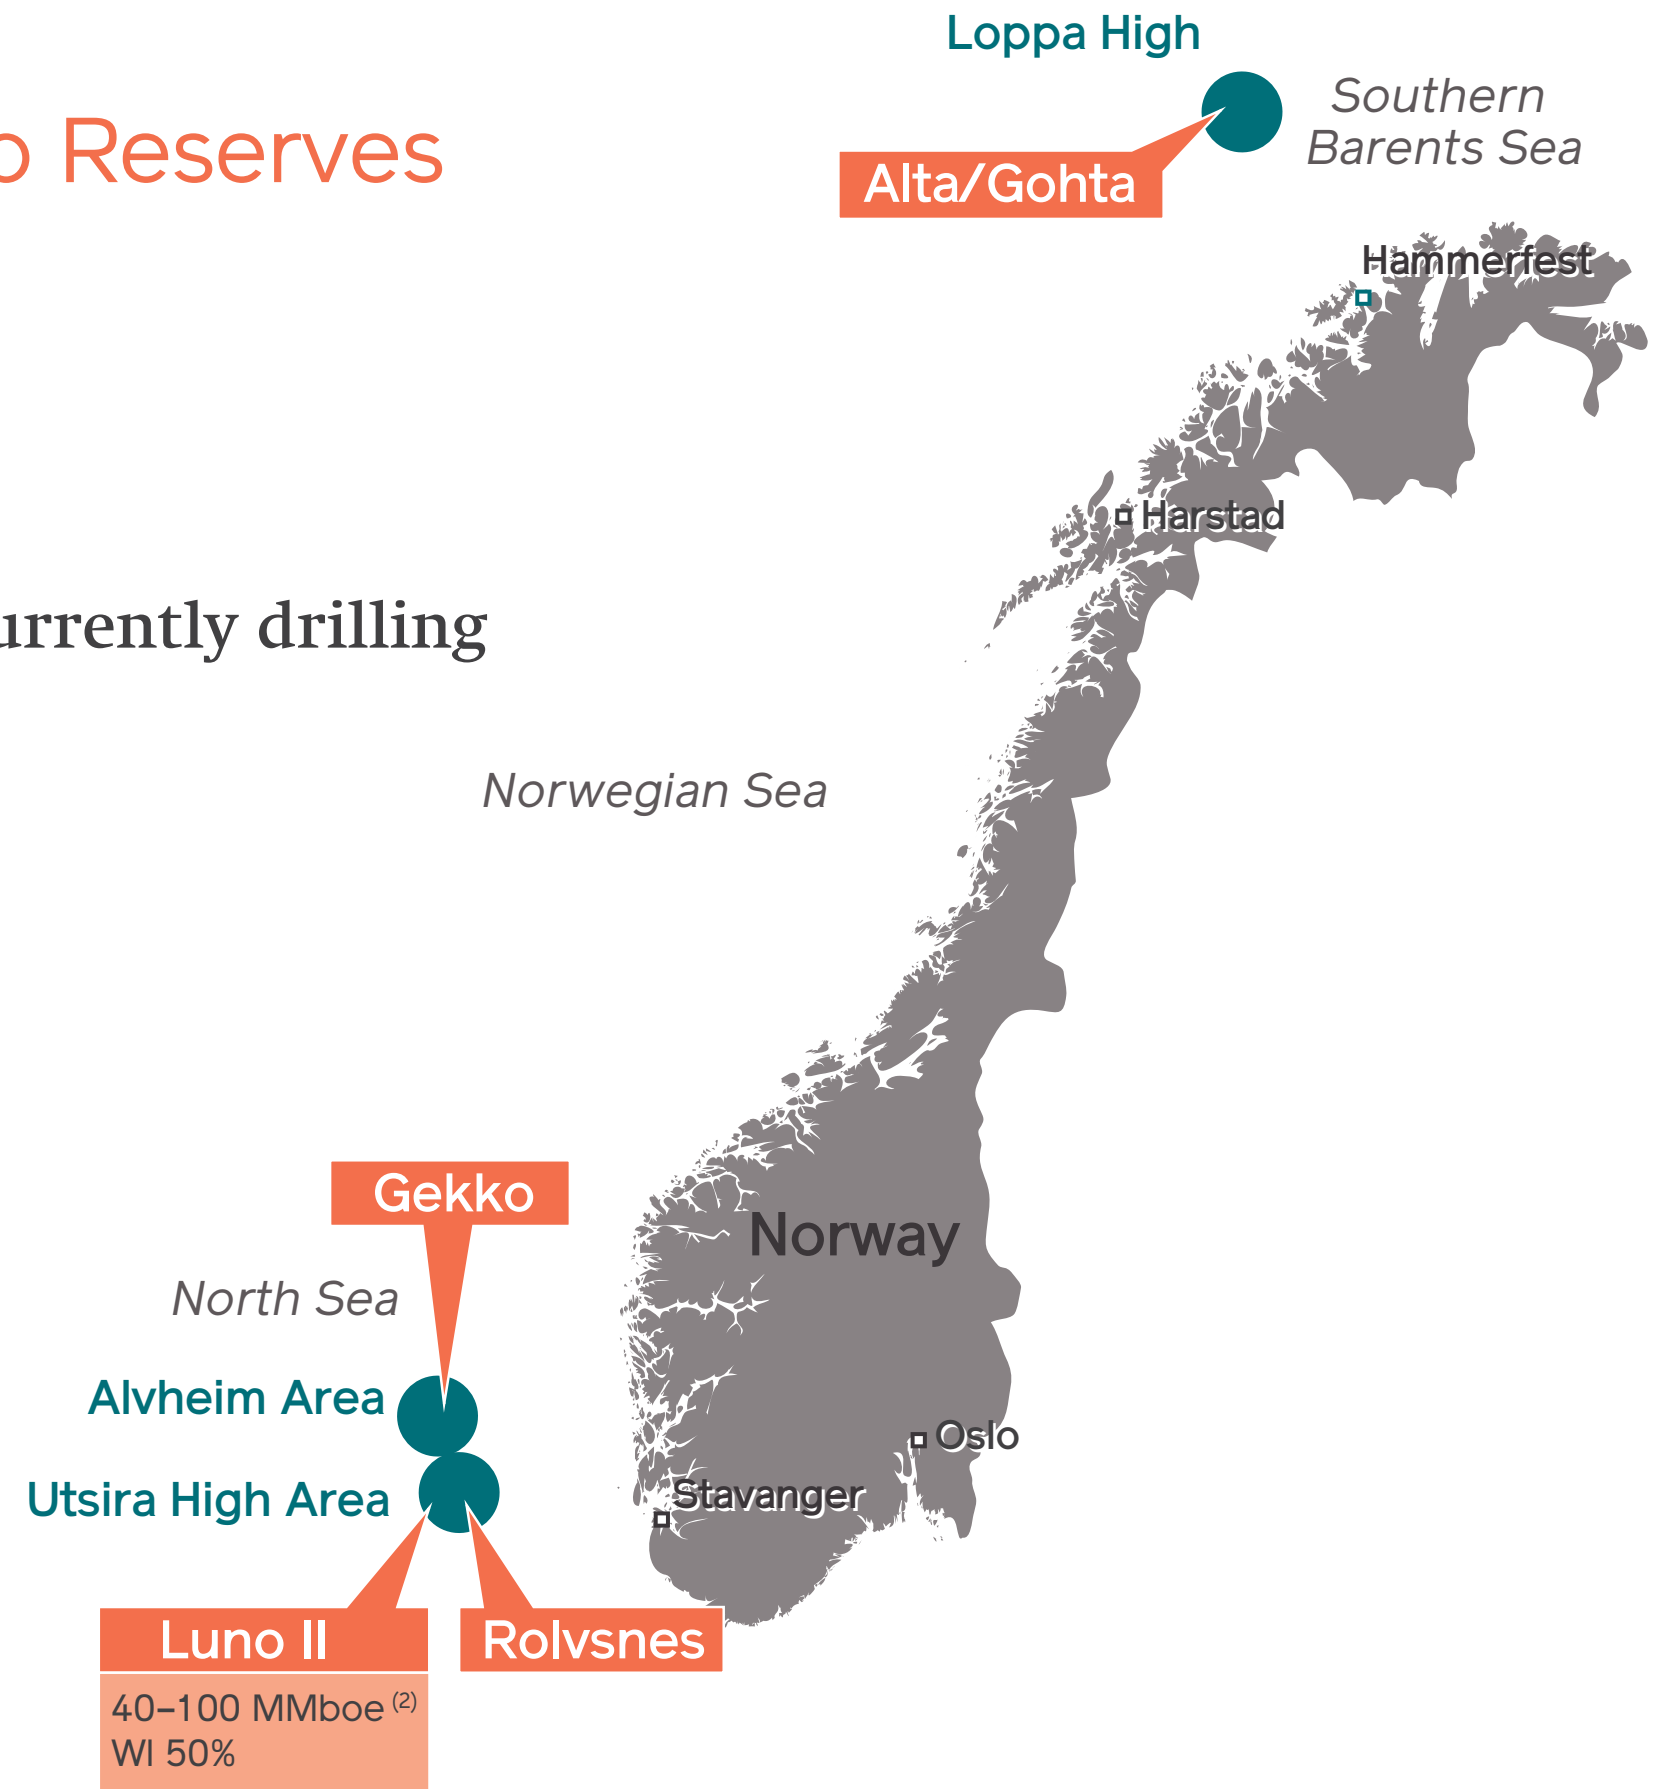 Loppa High
Southern
Barents Sea
o Reserves
Alta/Gohta
Hammerfest
Harstad
urrently drilling
Norwegian Sea
Gekko
Norway
North Sea
Alvheim Area
Oslo
Utsira High Area
Stavanger
Luno II
Rolvsnes
40–100 MMboe (2)
WI 50%